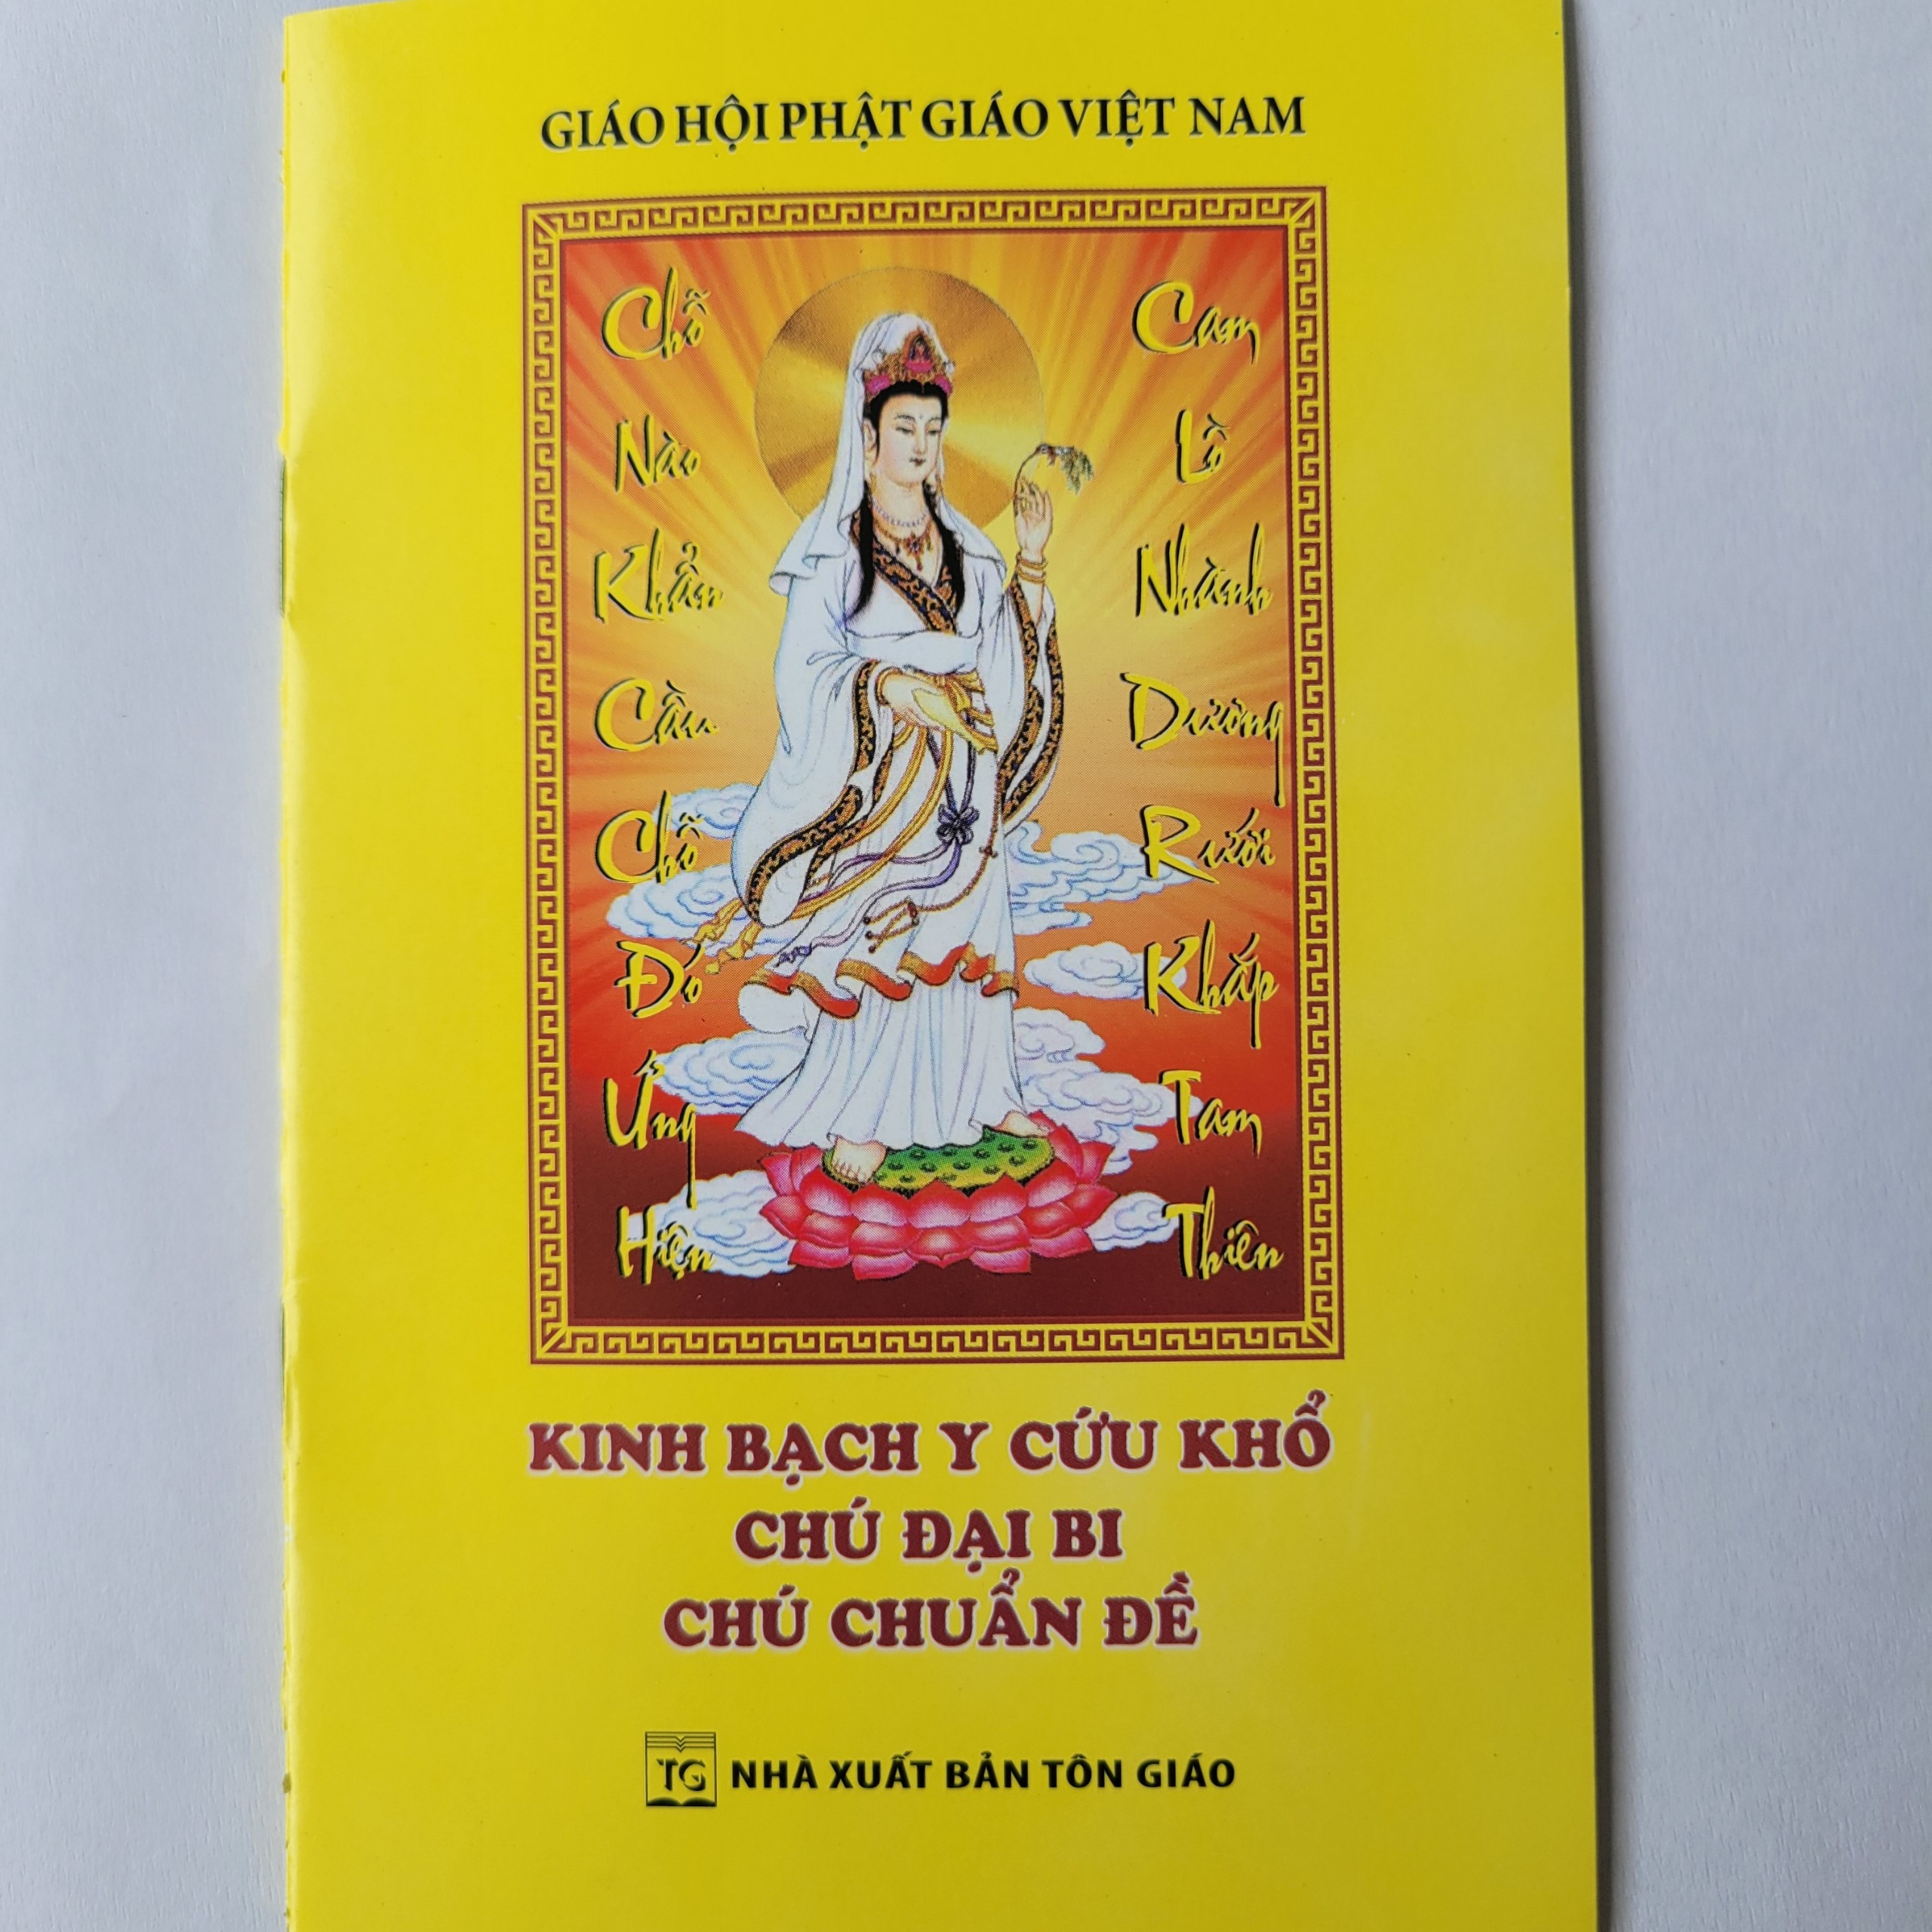 GIÁO HỘI PHẬT GIÁO VIỆT NAM
Chỗ
Nào
Khẩn
Cầu
Chỗ
Đó
Ứng
Hiện
Cam
Lồ
Nhành
Dương
Rưới
Khắp
Tam
Thiên
KINH BẠCH Y CỨU KHỔ
CHÚ ĐẠI BI
CHÚ CHUẨN ĐỀ
TG NHÀ XUẤT BẢN TÔN GIÁO